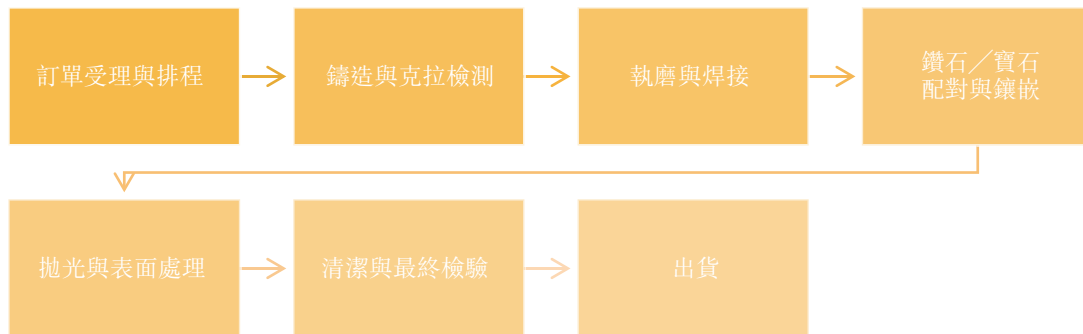 訂單受理與排程
鑄造與克拉檢測
執磨與焊接
鑽石／寶石
配對與鑲嵌
拋光與表面處理
清潔與最終檢驗
出貨